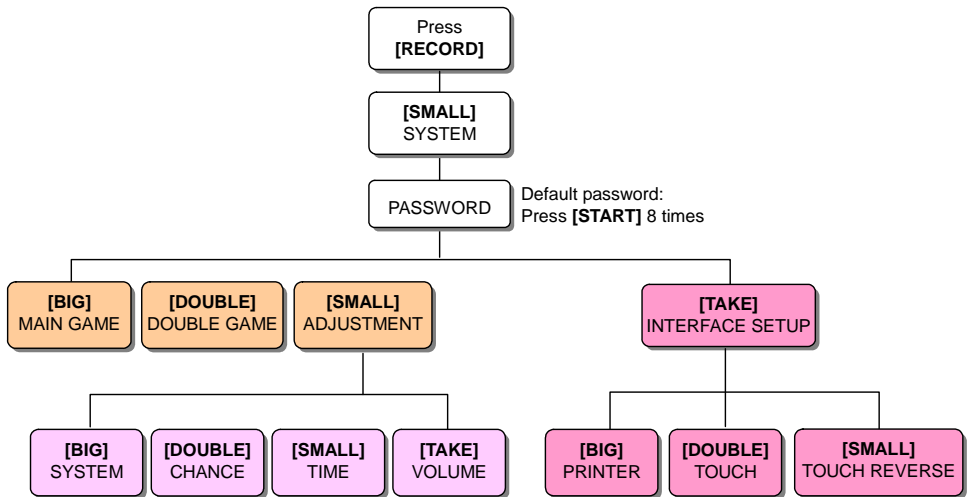 Press
[RECORD]
[SMALL]
SYSTEM
PASSWORD
Default password:
Press [START] 8 times
[BIG]
MAIN GAME
[DOUBLE]
DOUBLE GAME
[SMALL]
ADJUSTMENT
[TAKE]
INTERFACE SETUP
[BIG]
SYSTEM
[DOUBLE]
CHANCE
[SMALL]
TIME
[TAKE]
VOLUME
[BIG]
PRINTER
[DOUBLE]
TOUCH
[SMALL]
TOUCH REVERSE